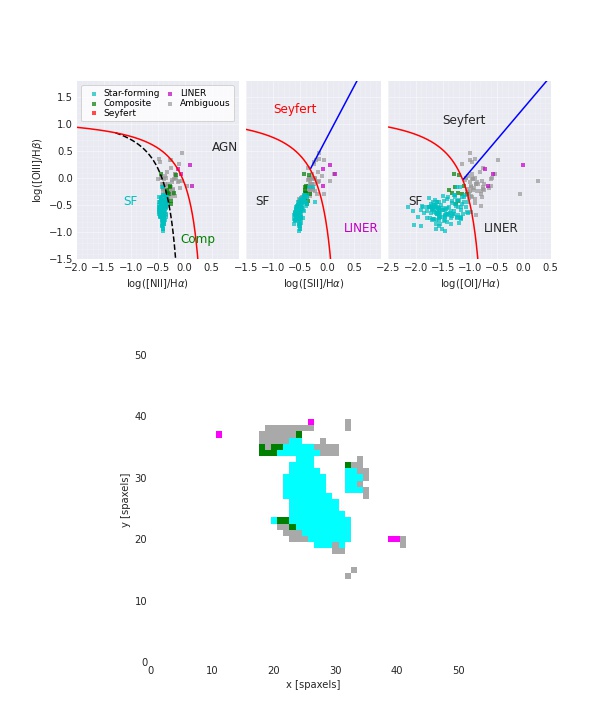 Star-forming LINER
Composite Ambiguous
Seyfert
Seyfert
Seyfert
AGN
SF
SF
SF
Comp
LINER
LINER
1.5
1.0
0.5
0.0
−0.5
−1.0
−1.5
log([OIII]/Hβ)
−2.0 −1.5 −1.0 −0.5 0.0 0.5
−1.0 −0.5 0.0 0.5
−2.5 −2.0 −1.5 −1.0 −0.5 0.0 0.5
log([NII]/Hα)
log([SII]/Hα)
log([OI]/Hα)
50
40
30
20
10
0
y [spaxels]
0 10 20 30 40 50
x [spaxels]